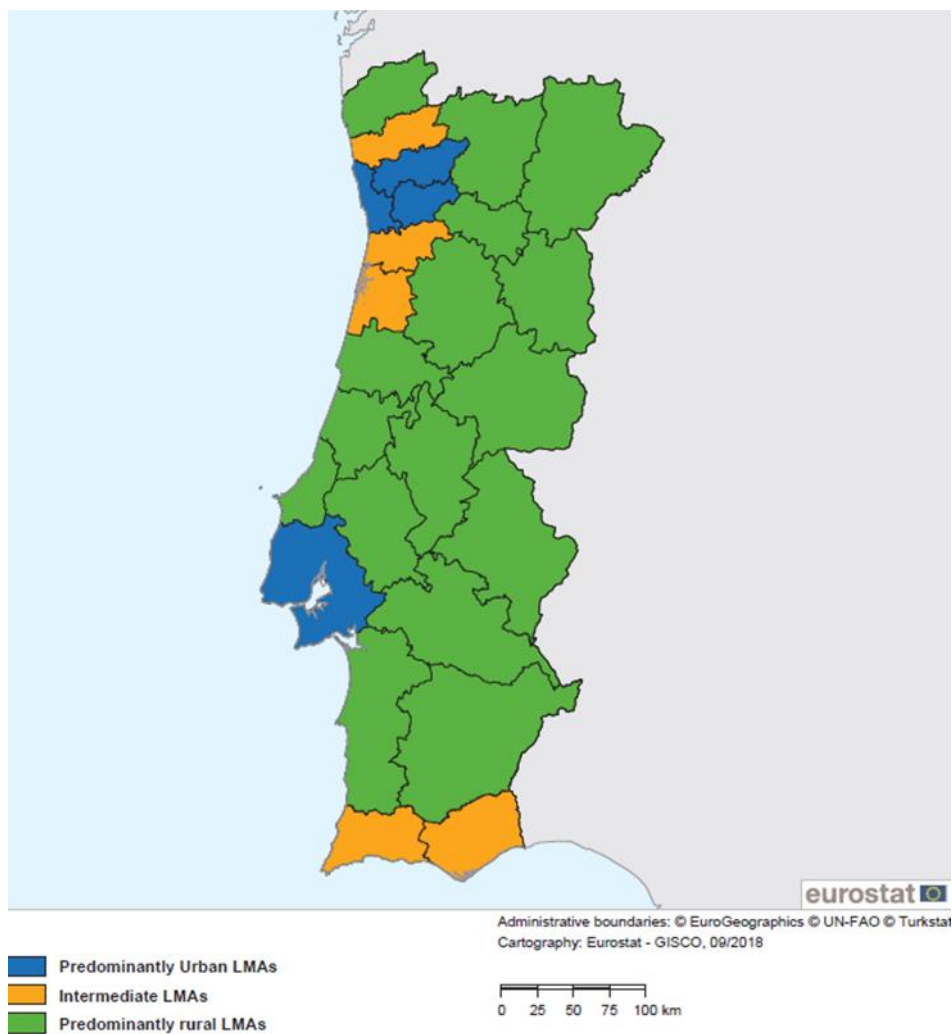 eurostat
Administrative boundaries: © EuroGeographics © UN-FAO © Turkstat
Cartography: Eurostat - GISCO, 09/2018
Predominantly Urban LMAs
Intermediate LMAs
Predominantly rural LMAs
0 25 50 75 100 km